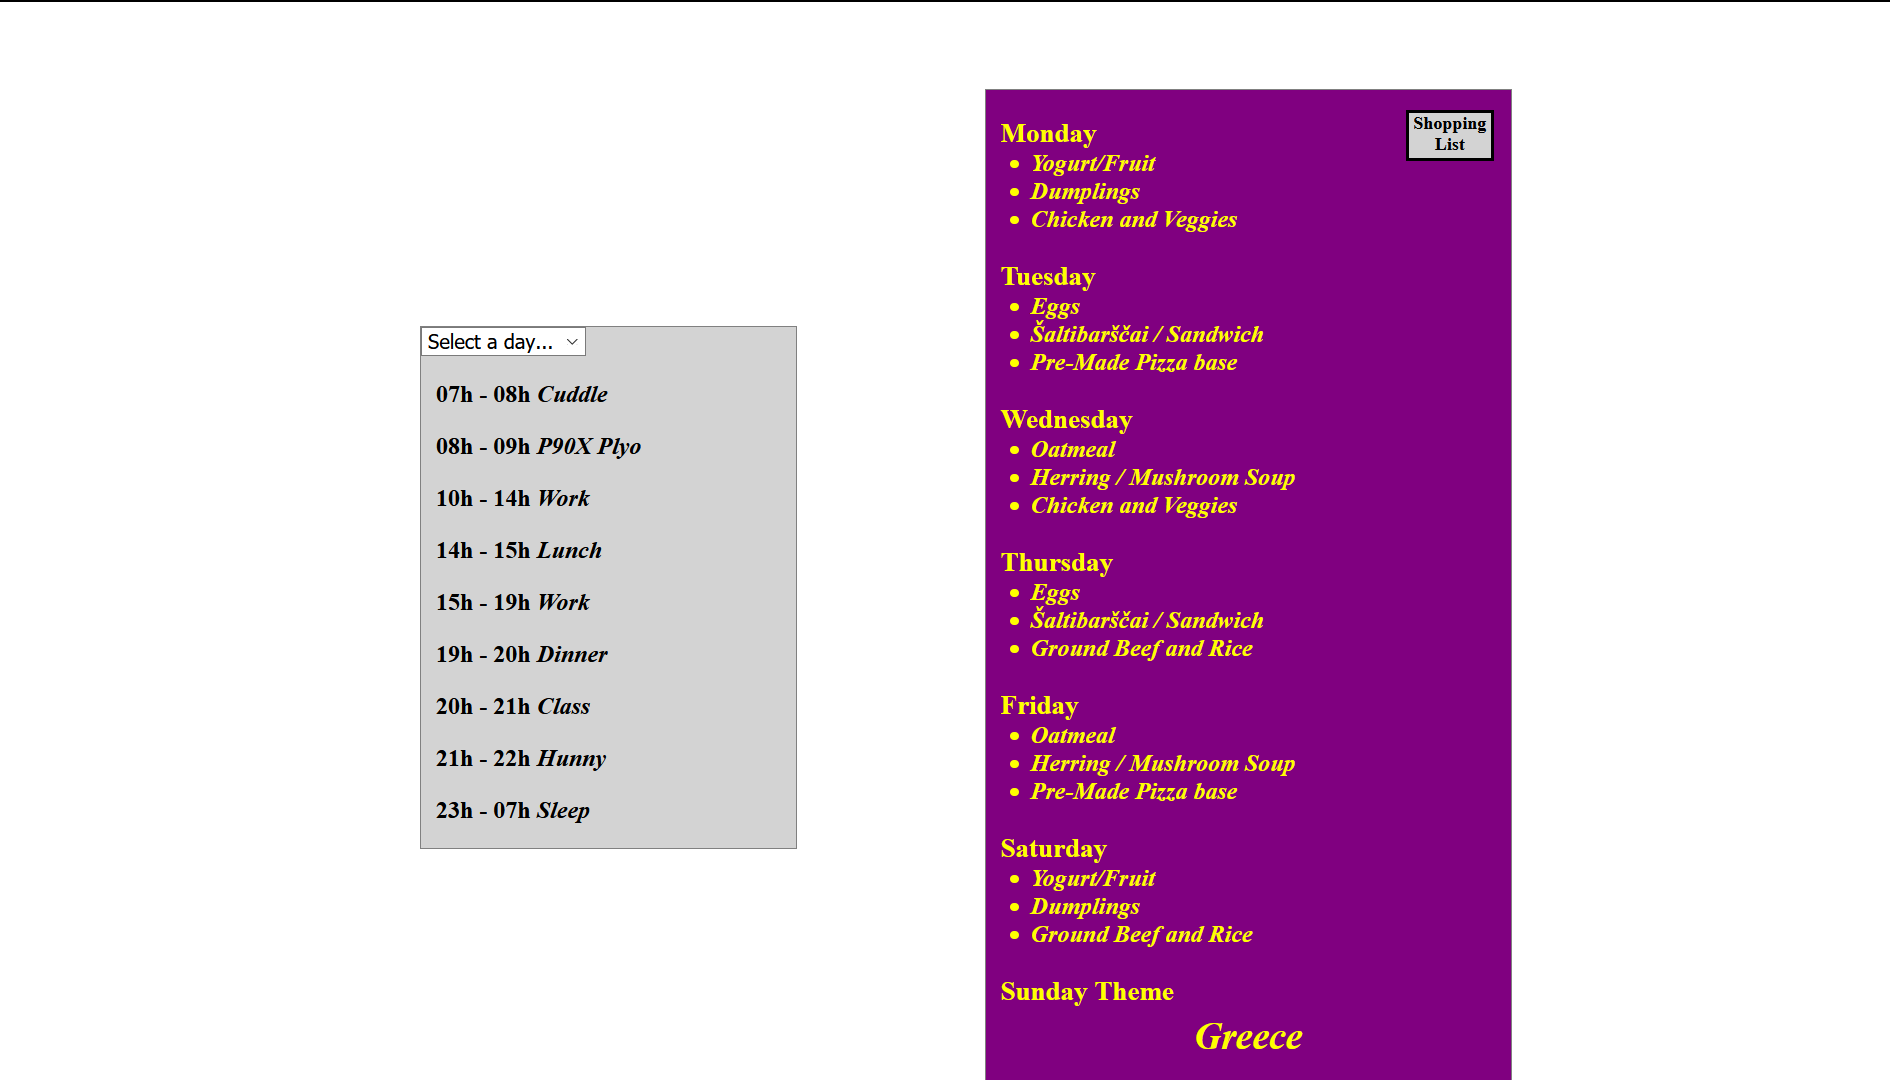 Select a day...
07h - 08h Cuddle
08h - 09h P90X Plyo
10h - 14h Work
14h - 15h Lunch
15h - 19h Work
19h - 20h Dinner
20h - 21h Class
21h - 22h Hunny
23h - 07h Sleep
Shopping
List
Monday
Yogurt/Fruit
Dumplings
Chicken and Veggies
Tuesday
Eggs
Šaltibarščai / Sandwich
Pre-Made Pizza base
Wednesday
Oatmeal
Herring / Mushroom Soup
Chicken and Veggies
Thursday
Eggs
Šaltibarščai / Sandwich
Ground Beef and Rice
Friday
Oatmeal
Herring / Mushroom Soup
Pre-Made Pizza base
Saturday
Yogurt/Fruit
Dumplings
Ground Beef and Rice
Sunday Theme
Greece